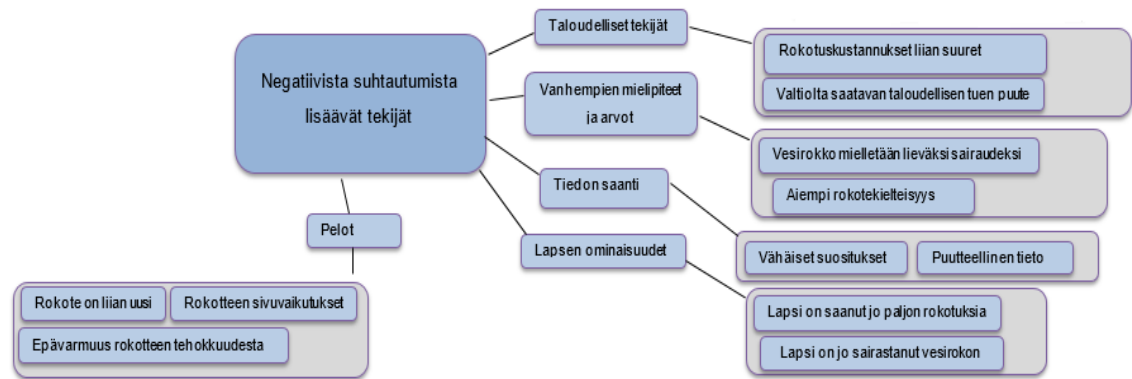 Negatiivista suhtautumista
lisäävät tekijät
Taloudelliset tekijät
Rokotuskustannukset liian suuret
Valtiolta saatavan taloudellisen tuen puute
Vanhempien mielipiteet
ja arvot
Vesirokko mielletään lieväksi sairaudeksi
Aiempi rokotekielteisyys
Tiedon saanti
Vähäiset suositukset
Puutteellinen tieto
Lapsen ominaisuudet
Lapsi on saanut jo paljon rokotuksia
Lapsi on jo sairastanut vesirokon
Pelot
Rokote on liian uusi
Rokotteen sivuvaikutukset
Epävarmuus rokotteen tehokkuudesta